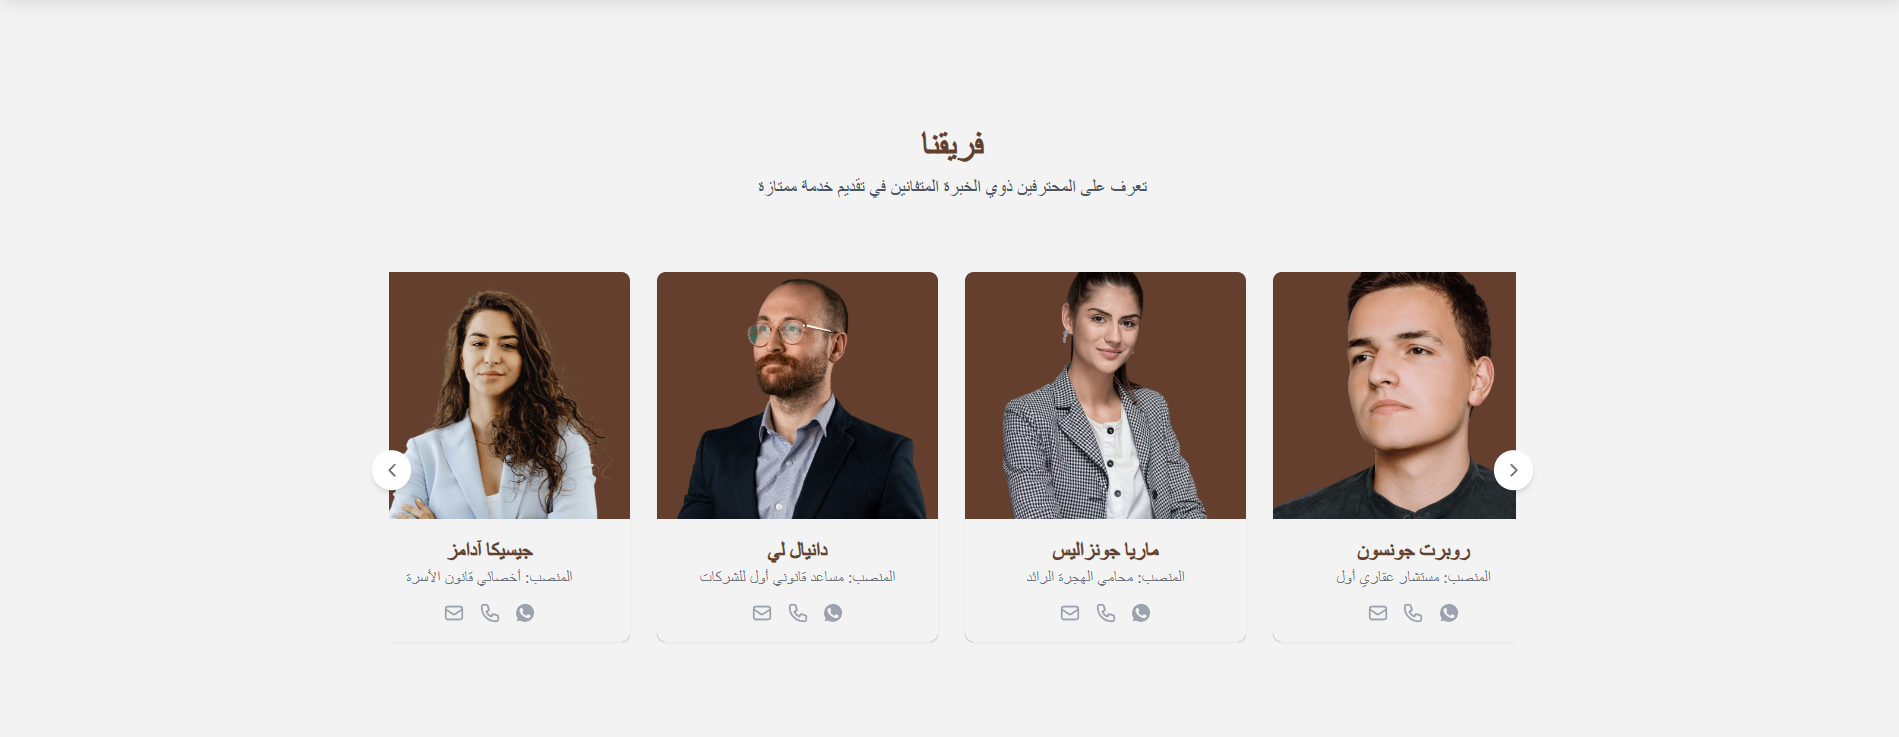 فريقنا
تعرف على المحترفين ذوي الخبرة المتفانين في تقديم خدمة ممتازة
روبرت جونسون
المنصب: مستشار عقاري أول
ماريا جونزاليس
المنصب: محامي الهجرة الرائد
دانيال لي
المنصب: مساعد قانوني أول للشركات
جيسيكا آدامز
المنصب: أخصائي قانون الأسرة